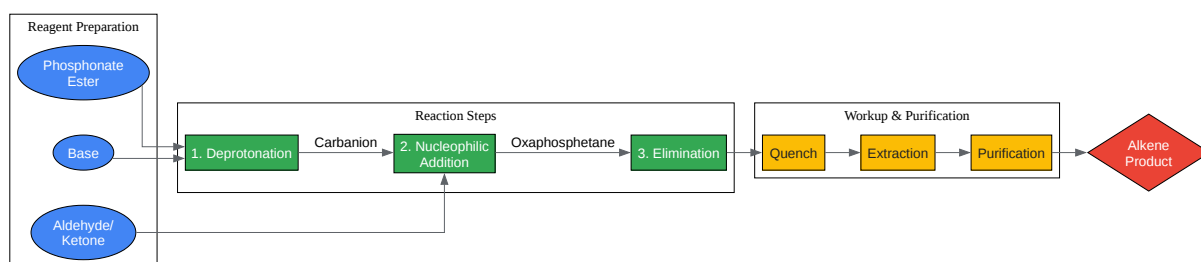 Reagent Preparation
Phosphonate
Ester
Base
Aldehyde/
Ketone
Reaction Steps
1. Deprotonation
Carbanion
2. Nucleophilic
Addition
Oxaphosphetane
3. Elimination
Workup & Purification
Quench
Extraction
Purification
Alkene
Product